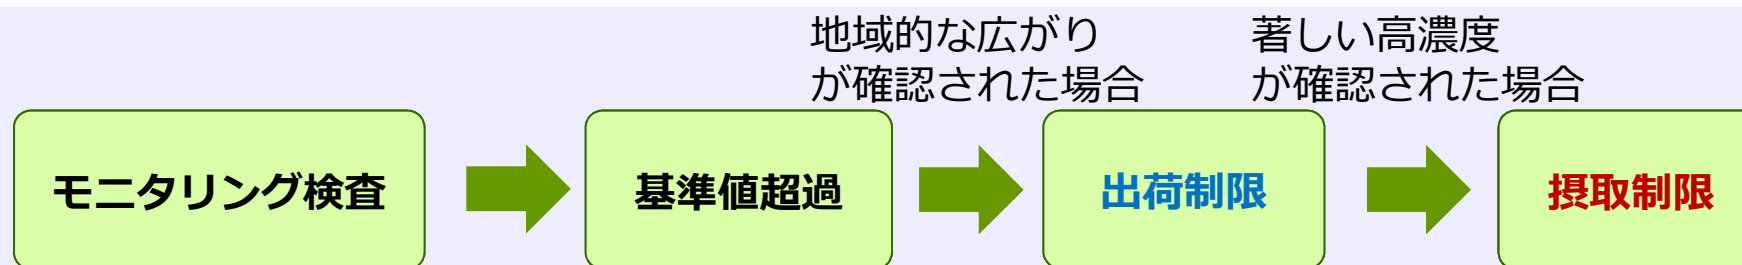 地域的な広がり
が確認された場合
著しい高濃度
が確認された場合
モニタリング検査
基準値超過
出荷制限
摂取制限